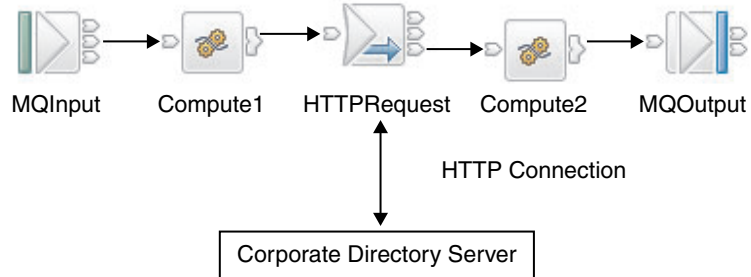 MQInput
Compute1
HTTPRequest
Compute2
MQOutput
HTTP Connection
Corporate Directory Server